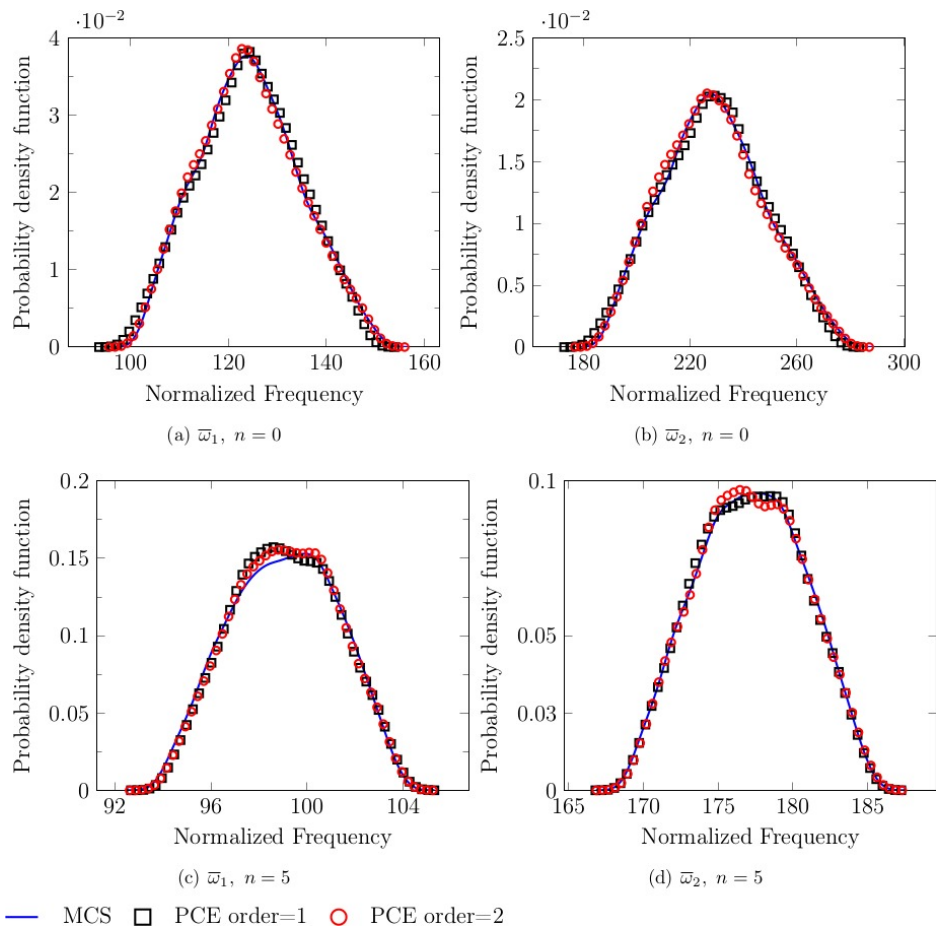 ·10⁻²
4
3
2
1
0
Probability density function
100 120 140 160
Normalized Frequency
(a) ω̅₁, n = 0
·10⁻²
2.5
2
1.5
1
0.5
0
Probability density function
180 220 260 300
Normalized Frequency
(b) ω̅₂, n = 0
0.2
0.15
0.1
0.05
0
Probability density function
92 96 100 104
Normalized Frequency
(c) ω̅₁, n = 5
0.1
0.05
0.03
0
Probability density function
165 170 175 180 185
Normalized Frequency
(d) ω̅₂, n = 5
MCS PCE order=1 PCE order=2